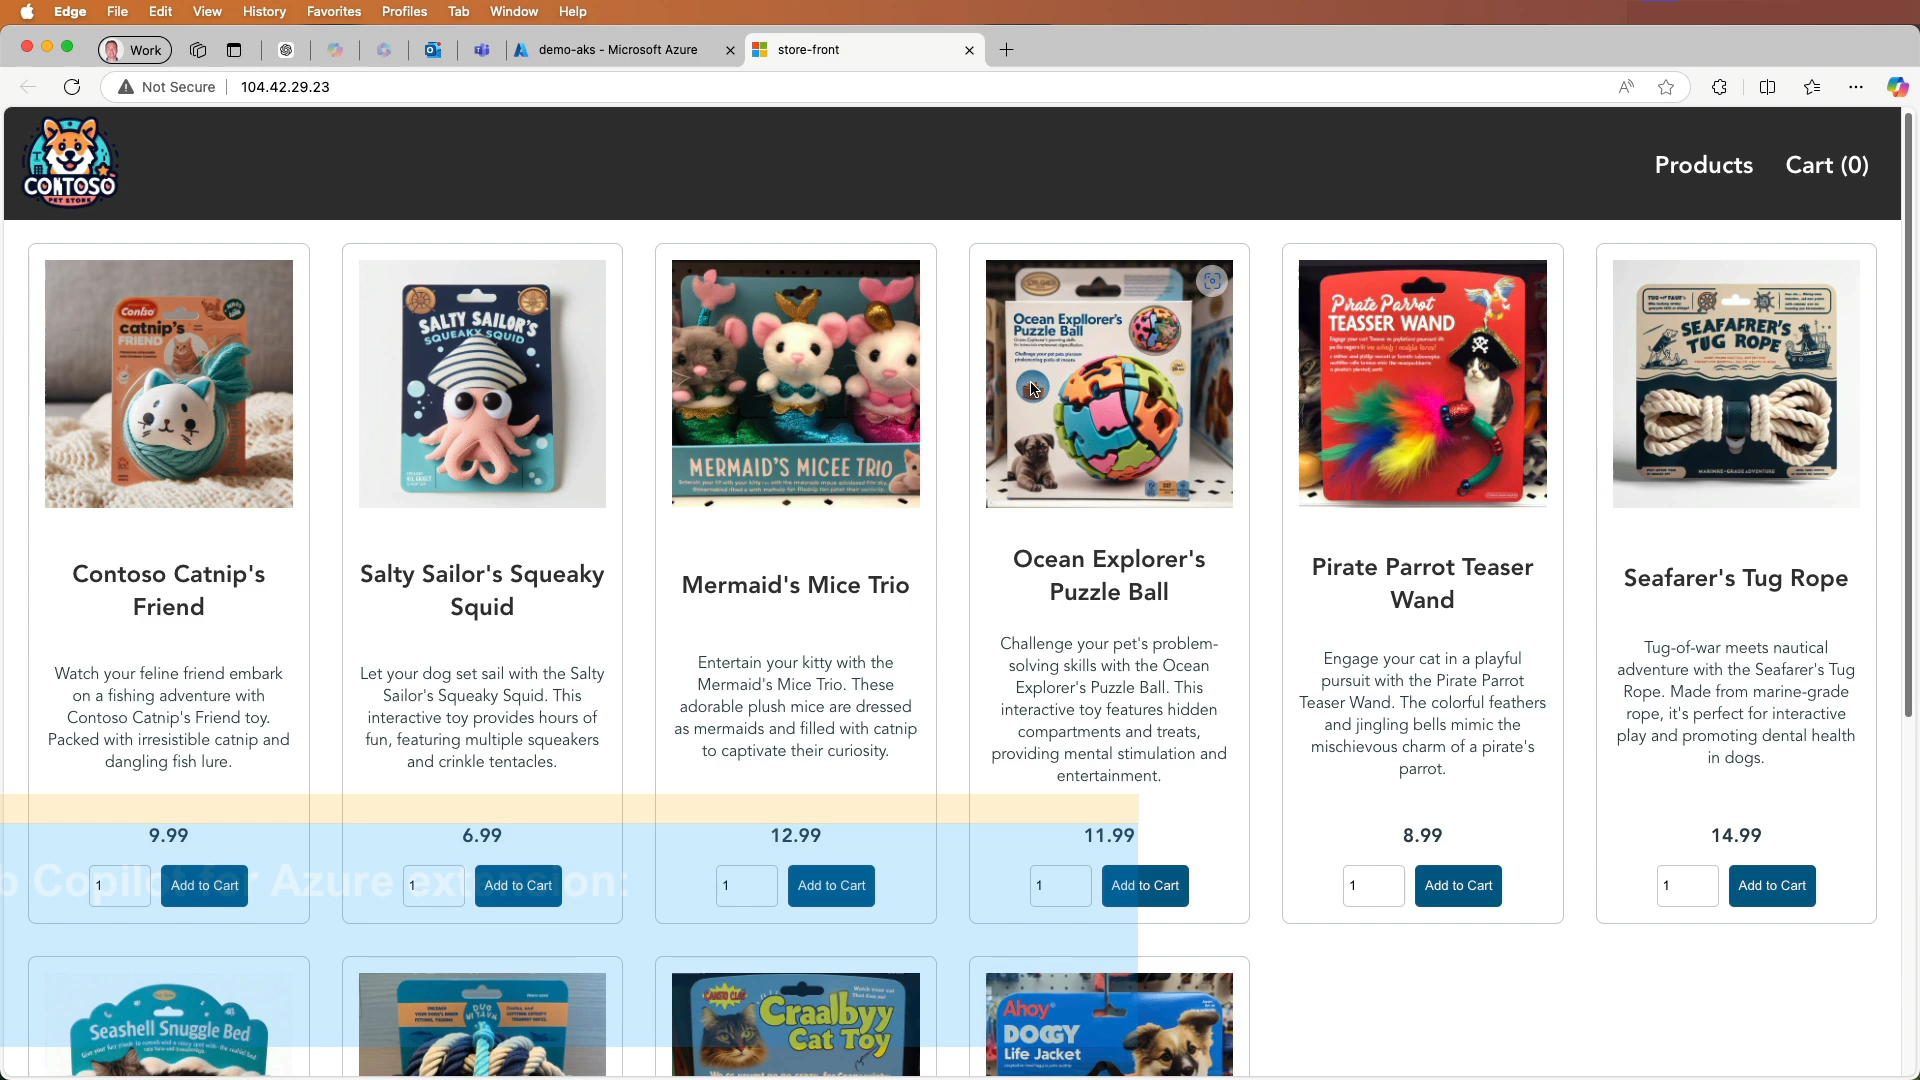 Edge File Edit View History Favorites Profiles Tab Window Help
Work
demo-aks - Microsoft Azure
store-front
Not Secure
104.42.29.23
CONTOSO
PET STORE
Products
Cart (0)
catnip's
FRIEND
SALTY SAILOR'S
SQUEAKY SQUID
MERMAID'S MICEE TRIO
Ocean Expllorer's
Puzzle Ball
Pirate Parrot
TEASSER WAND
SEAFAFRER'S
TUG ROPE
Contoso Catnip's
Friend
Watch your feline friend embark
on a fishing adventure with
Contoso Catnip's Friend toy.
Packed with irresistible catnip and
dangling fish lure.
9.99
1
Add to Cart
Salty Sailor's Squeaky
Squid
Let your dog set sail with the Salty
Sailor's Squeaky Squid. This
interactive toy provides hours of
fun, featuring multiple squeakers
and crinkle tentacles.
6.99
1
Add to Cart
Mermaid's Mice Trio
Entertain your kitty with the
Mermaid's Mice Trio. These
adorable plush mice are dressed
as mermaids and filled with catnip
to captivate their curiosity.
12.99
1
Add to Cart
Ocean Explorer's
Puzzle Ball
Challenge your pet's problem-
solving skills with the Ocean
Explorer's Puzzle Ball. This
interactive toy features hidden
compartments and treats,
providing mental stimulation and
entertainment.
11.99
1
Add to Cart
Pirate Parrot Teaser
Wand
Engage your cat in a playful
pursuit with the Pirate Parrot
Teaser Wand. The colorful feathers
and jingling bells mimic the
mischievous charm of a pirate's
parrot.
8.99
1
Add to Cart
Seafarer's Tug Rope
Tug-of-war meets nautical
adventure with the Seafarer's Tug
Rope. Made from marine-grade
rope, it's perfect for interactive
play and promoting dental health
in dogs.
14.99
1
Add to Cart
Copilot for Azure extension:
Seashell Snuggle Bed
Craalbyy
Cat Toy
Ahoy
DOGGY
Life Jacket